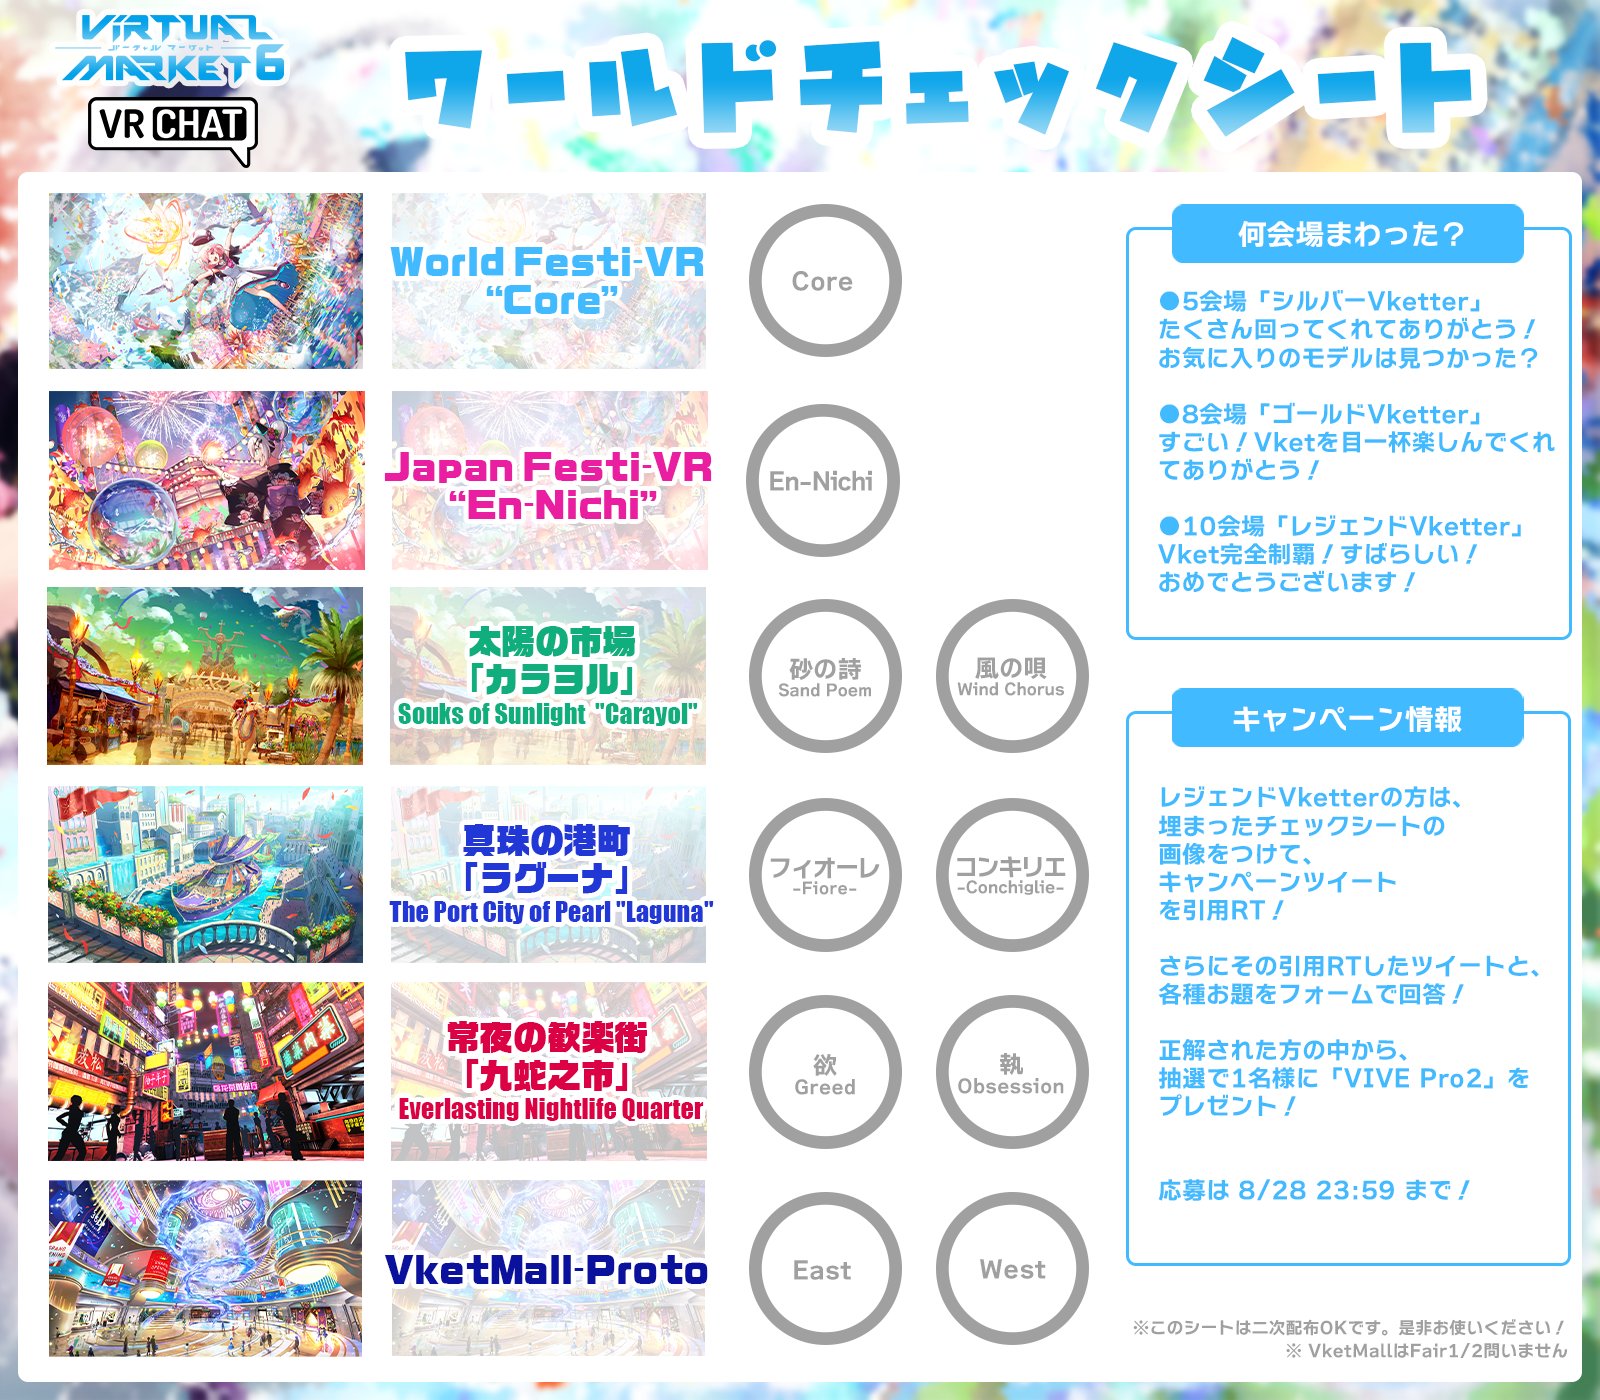 VIRTUAL
バーチャル マーケット
MARKET 6
VR CHAT
ワールドチェックシート
World Festi-VR
“Core”
Core
Japan Festi-VR
“En-Nichi”
En-Nichi
太陽の市場
「カラヨル」
Souks of Sunlight "Carayol"
砂の詩
Sand Poem
風の唄
Wind Chorus
真珠の港町
「ラグーナ」
The Port City of Pearl "Laguna"
フィオーレ
-Fiore-
コンキリエ
-Conchiglie-
常夜の歓楽街
「九蛇之市」
Everlasting Nightlife Quarter
欲
Greed
執
Obsession
VketMall-Proto
East
West
何会場まわった？
●5会場「シルバーVketter」
たくさん回ってくれてありがとう！
お気に入りのモデルは見つかった？
●8会場「ゴールドVketter」
すごい！Vketを目一杯楽しんでくれ
てありがとう！
●10会場「レジェンドVketter」
Vket完全制覇！すばらしい！
おめでとうございます！
キャンペーン情報
レジェンドVketterの方は、
埋まったチェックシートの
画像をつけて、
キャンペーンツイート
を引用RT！
さらにその引用RTしたツイートと、
各種お題をフォームで回答！
正解された方の中から、
抽選で1名様に「VIVE Pro2」を
プレゼント！
応募は 8/28 23:59 まで！
※このシートは二次配布OKです。是非お使いください！
※ VketMallはFair1/2問いません